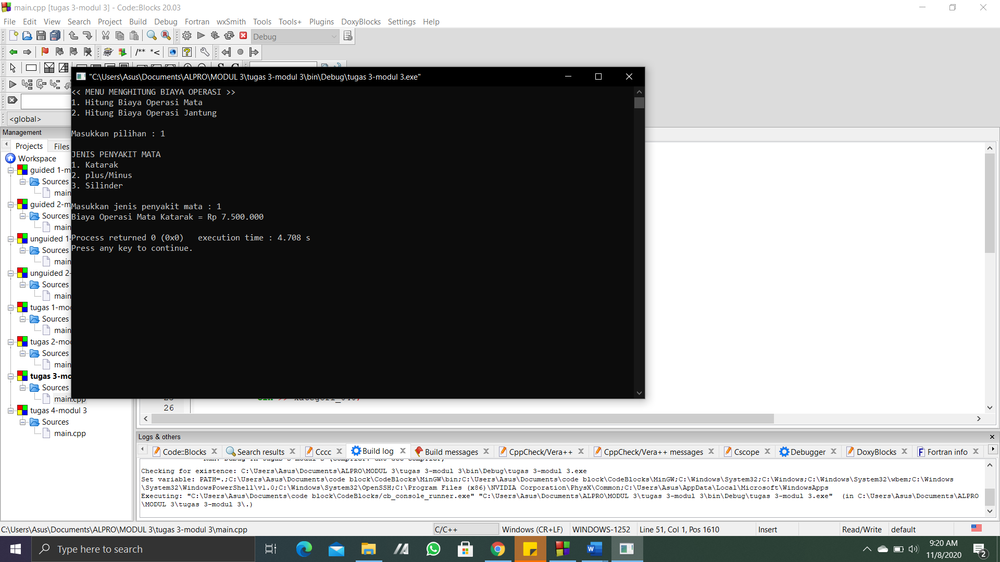 main.cpp [tugas 3-modul 3] - Code::Blocks 20.03
File Edit View Search Project Build Debug Fortran wxSmith Tools Tools+ Plugins DoxyBlocks Settings Help
Debug
/** *<
<global>
"C:\Users\Asus\Documents\ALPRO\MODUL 3\tugas 3-modul 3\bin\Debug\tugas 3-modul 3.exe"
<< MENU MENGHITUNG BIAYA OPERASI >>
1. Hitung Biaya Operasi Mata
2. Hitung Biaya Operasi Jantung
Masukkan pilihan : 1
JENIS PENYAKIT MATA
1. Katarak
2. plus/Minus
3. Silinder
Masukkan jenis penyakit mata : 1
Biaya Operasi Mata Katarak = Rp 7.500.000
Process returned 0 (0x0)   execution time : 4.708 s
Press any key to continue.
Management
Projects Files
Workspace
guided 1-m
Sources
main
guided 2-m
Sources
main
unguided 1-
Sources
main
unguided 2-
Sources
main
tugas 1-mo
Sources
main
tugas 2-mo
Sources
main
tugas 3-mo
Sources
main.cpp
tugas 4-modul 3
Sources
main.cpp
26
Logs & others
Code::Blocks Search results Cccc Build log Build messages CppCheck/Vera++ CppCheck/Vera++ messages Cscope Debugger DoxyBlocks Fortran info
Checking for existence: C:\Users\Asus\Documents\ALPRO\MODUL 3\tugas 3-modul 3\bin\Debug\tugas 3-modul 3.exe
Set variable: PATH=.;C:\Users\Asus\Documents\code block\CodeBlocks\MinGW\bin;C:\Users\Asus\Documents\code block\CodeBlocks\MinGW;C:\Windows\System32;C:\Windows;C:\Windows\System32\wbem;C:\Windows
\System32\WindowsPowerShell\v1.0;C:\Windows\System32\OpenSSH;C:\Program Files (x86)\NVIDIA Corporation\PhysX\Common;C:\Users\Asus\AppData\Local\Microsoft\WindowsApps
Executing: "C:\Users\Asus\Documents\code block\CodeBlocks/cb_console_runner.exe" "C:\Users\Asus\Documents\ALPRO\MODUL 3\tugas 3-modul 3\bin\Debug\tugas 3-modul 3.exe"  (in C:\Users\Asus\Documents\ALPRO
\MODUL 3\tugas 3-modul 3\.)
C:\Users\Asus\Documents\ALPRO\MODUL 3\tugas 3-modul 3\main.cpp C/C++ Windows (CR+LF) WINDOWS-1252 Line 51, Col 1, Pos 1610 Insert Read/Write default
Type here to search
9:20 AM
11/8/2020
2